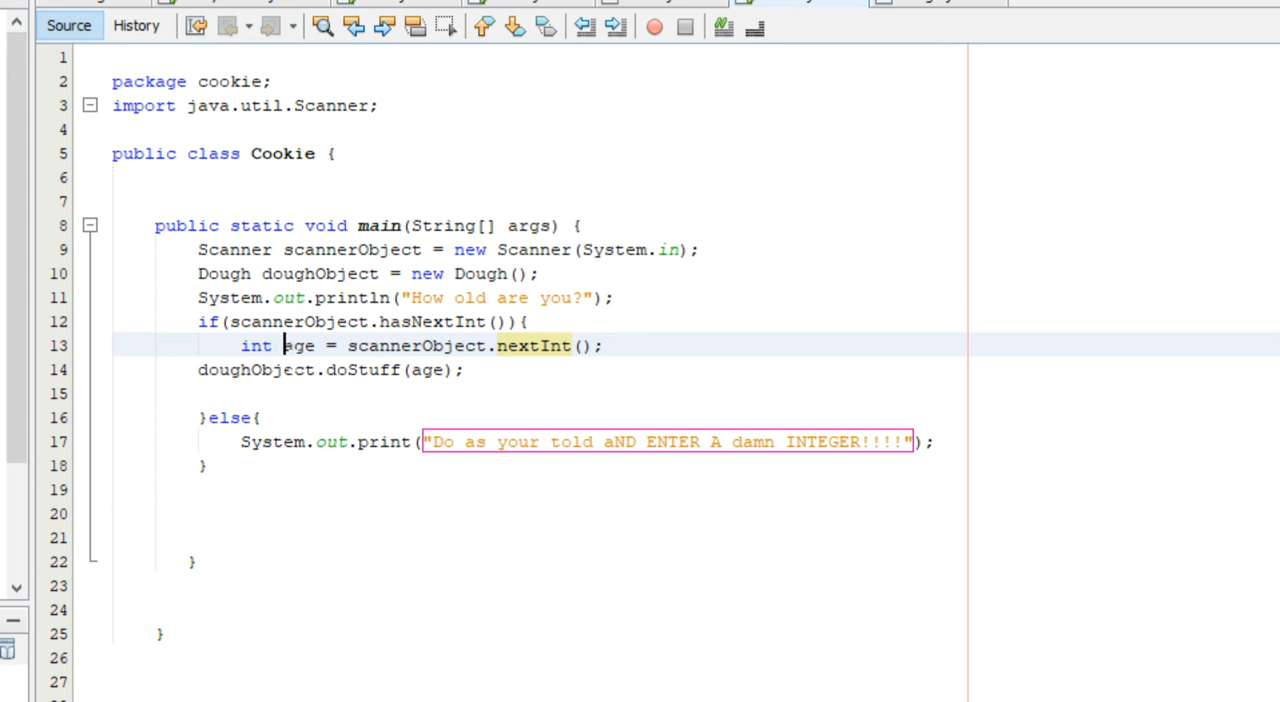 Source History
1
2 package cookie;
3 import java.util.Scanner;
4
5 public class Cookie {
6
7
8 public static void main(String[] args) {
9 Scanner scannerObject = new Scanner(System.in);
10 Dough doughObject = new Dough();
11 System.out.println("How old are you?");
12 if(scannerObject.hasNextInt()){
13 int age = scannerObject.nextInt();
14 doughObject.doStuff(age);
15
16 }else{
17 System.out.print("Do as your told aND ENTER A damn INTEGER!!!!");
18 }
19
20
21
22 }
23
24
25 }
26
27